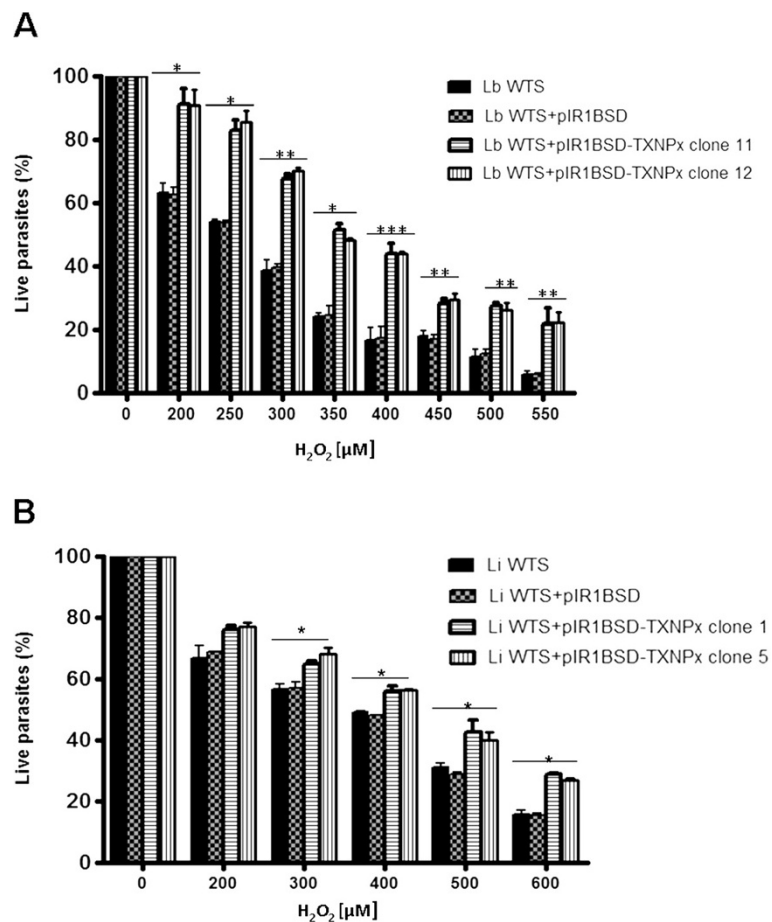 A
100
80
60
40
20
0
Live parasites (%)
* * ** * *** ** ** **
Lb WTS
Lb WTS+pIR1BSD
Lb WTS+pIR1BSD-TXNPx clone 11
Lb WTS+pIR1BSD-TXNPx clone 12
0 200 250 300 350 400 450 500 550
H₂O₂ [µM]
B
100
80
60
40
20
0
Live parasites (%)
* * * *
Li WTS
Li WTS+pIR1BSD
Li WTS+pIR1BSD-TXNPx clone 1
Li WTS+pIR1BSD-TXNPx clone 5
0 200 300 400 500 600
H₂O₂ [µM]